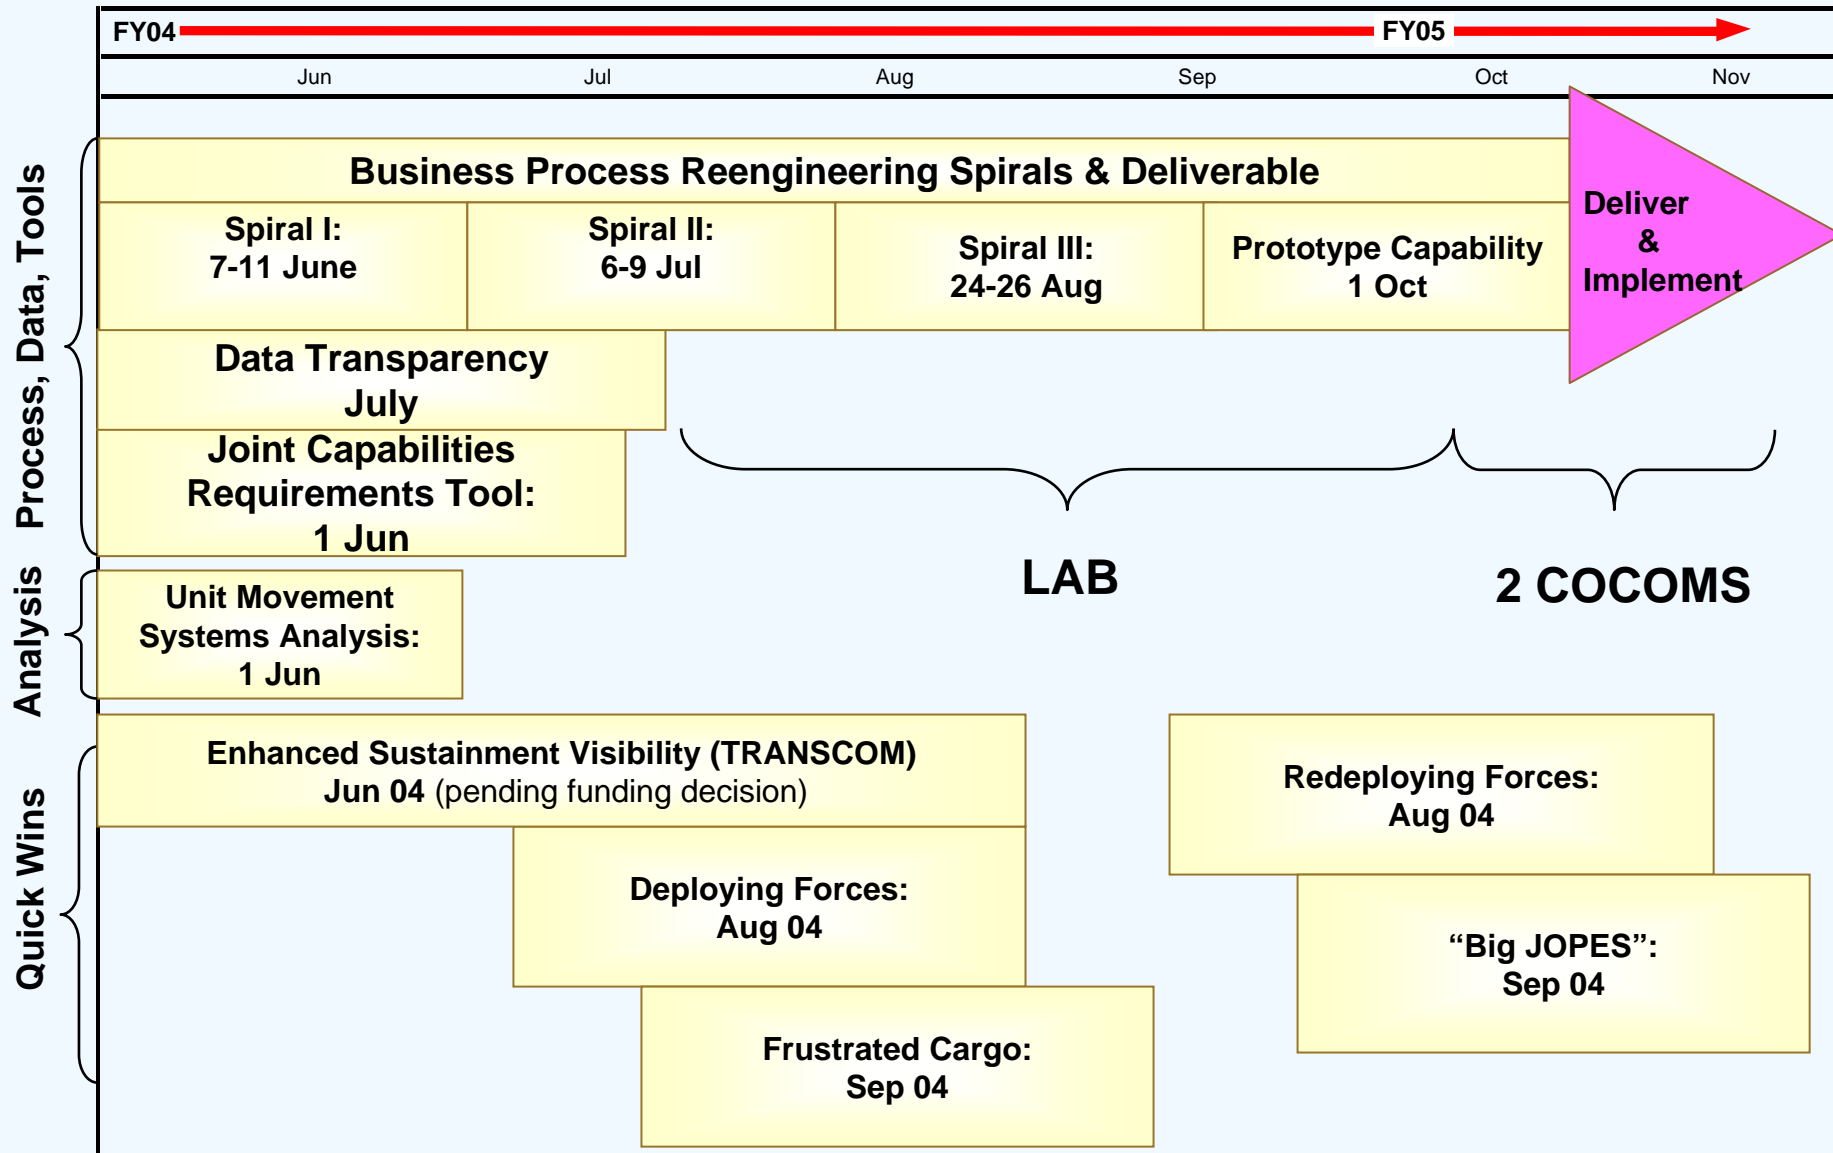 FY04
FY05
Jun
Jul
Aug
Sep
Oct
Nov
Process, Data, Tools
Business Process Reengineering Spirals & Deliverable
Spiral I:
7-11 June
Spiral II:
6-9 Jul
Spiral III:
24-26 Aug
Prototype Capability
1 Oct
Deliver
&
Implement
Data Transparency
July
Joint Capabilities
Requirements Tool:
1 Jun
LAB
2 COCOMS
Analysis
Unit Movement
Systems Analysis:
1 Jun
Quick Wins
Enhanced Sustainment Visibility (TRANSCOM)
Jun 04 (pending funding decision)
Redeploying Forces:
Aug 04
Deploying Forces:
Aug 04
“Big JOPES”:
Sep 04
Frustrated Cargo:
Sep 04